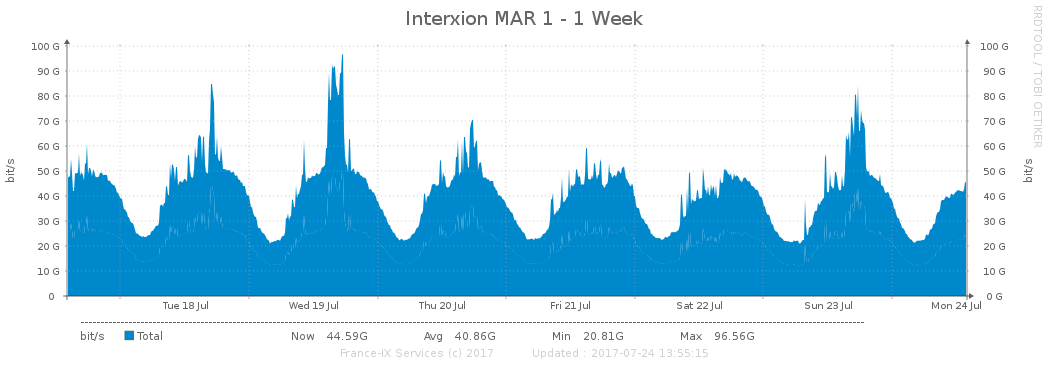 Interxion MAR 1 - 1 Week
RRDTOOL / TOBI OETIKER
bit/s
bit/s
100 G 100 G
90 G 90 G
80 G 80 G
70 G 70 G
60 G 60 G
50 G 50 G
40 G 40 G
30 G 30 G
20 G 20 G
10 G 10 G
0 0 G
Tue 18 Jul Wed 19 Jul Thu 20 Jul Fri 21 Jul Sat 22 Jul Sun 23 Jul Mon 24 Jul
bit/s Total Now 44.59G Avg 40.86G Min 20.81G Max 96.56G
France-IX Services (c) 2017 Updated : 2017-07-24 13:55:15